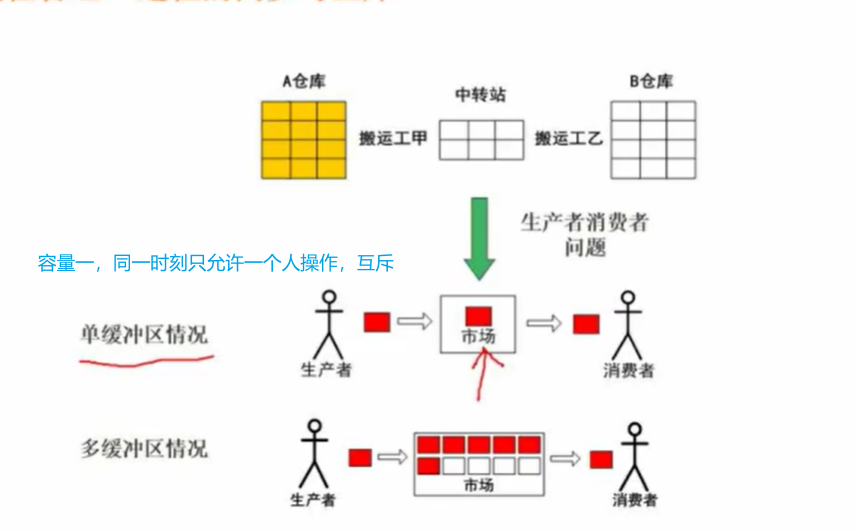 A仓库
中转站
B仓库
搬运工甲
搬运工乙
生产者消费者
问题
容量一，同一时刻只允许一个人操作，互斥
单缓冲区情况
市场
生产者
消费者
多缓冲区情况
市场
生产者
消费者